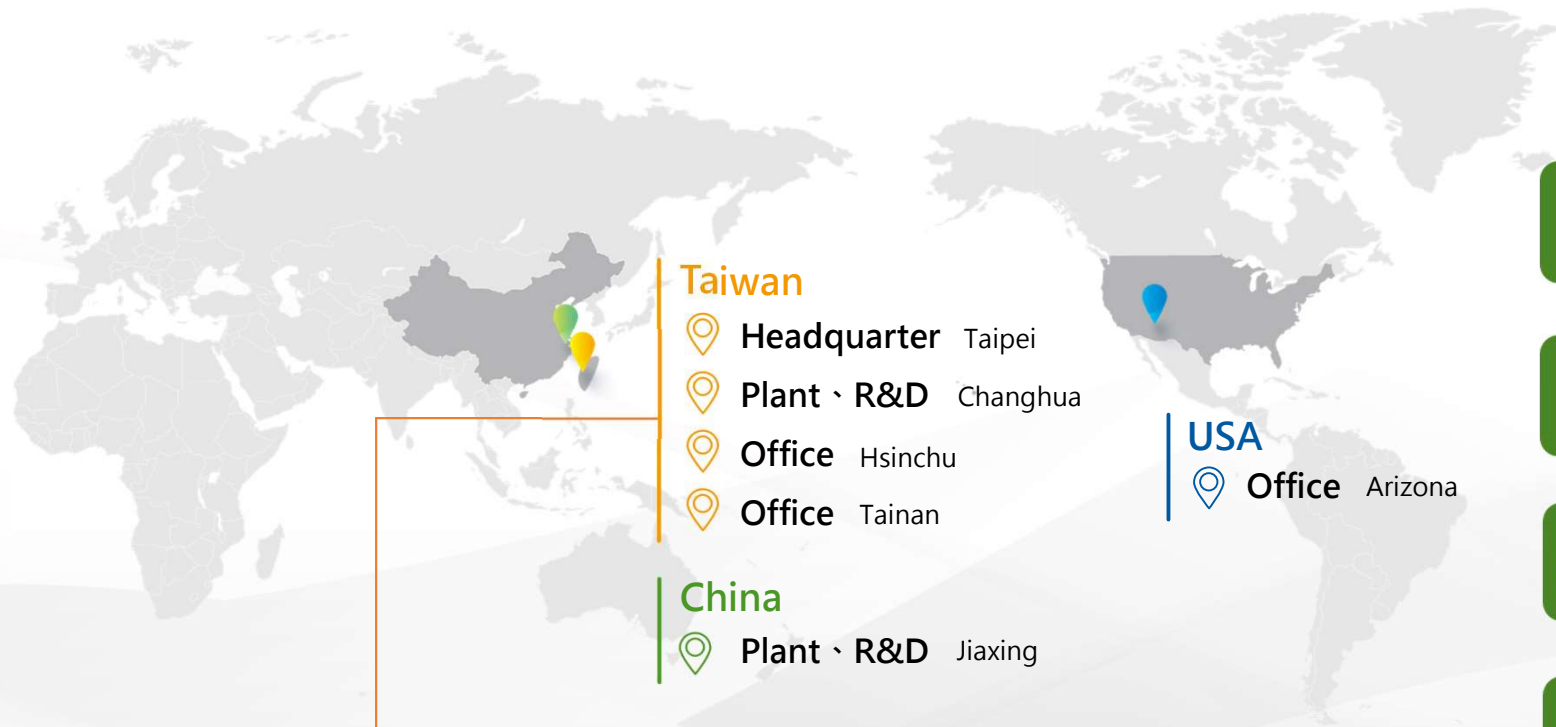 Taiwan
Headquarter Taipei
Plant、R&D Changhua
Office Hsinchu
Office Tainan
China
Plant、R&D Jiaxing
USA
Office Arizona